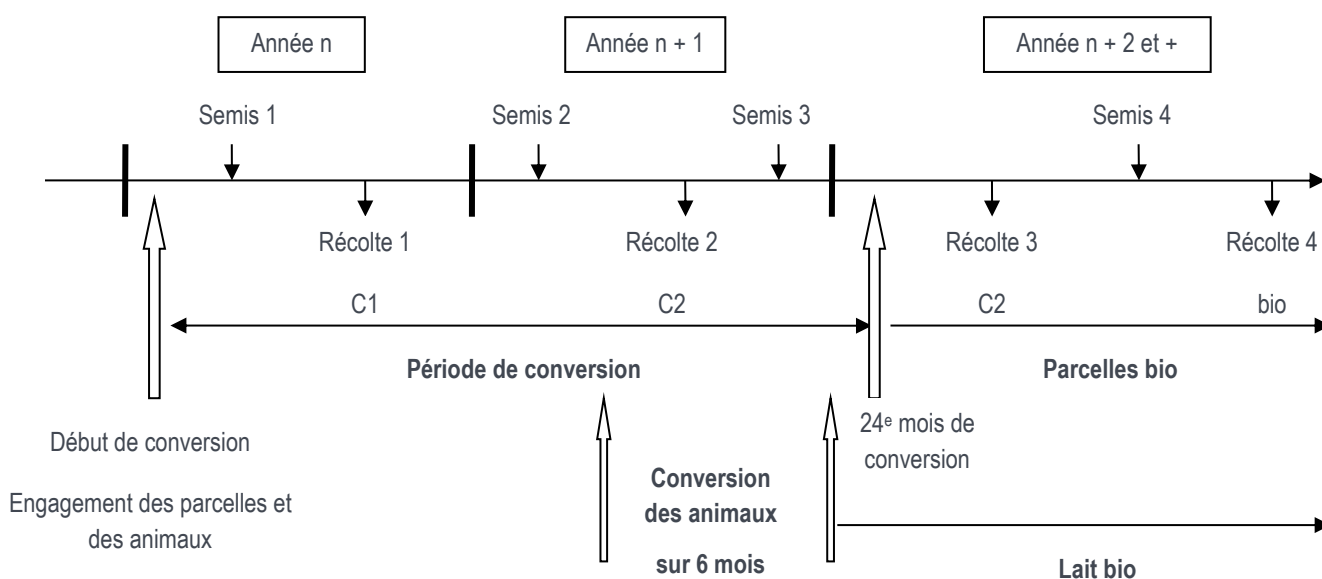 Année n
Année n + 1
Année n + 2 et +
Semis 1
Semis 2
Semis 3
Semis 4
Récolte 1
Récolte 2
Récolte 3
Récolte 4
C1
C2
C2
bio
Période de conversion
Parcelles bio
Début de conversion
Engagement des parcelles et
des animaux
Conversion
des animaux
sur 6 mois
24e mois de
conversion
Lait bio